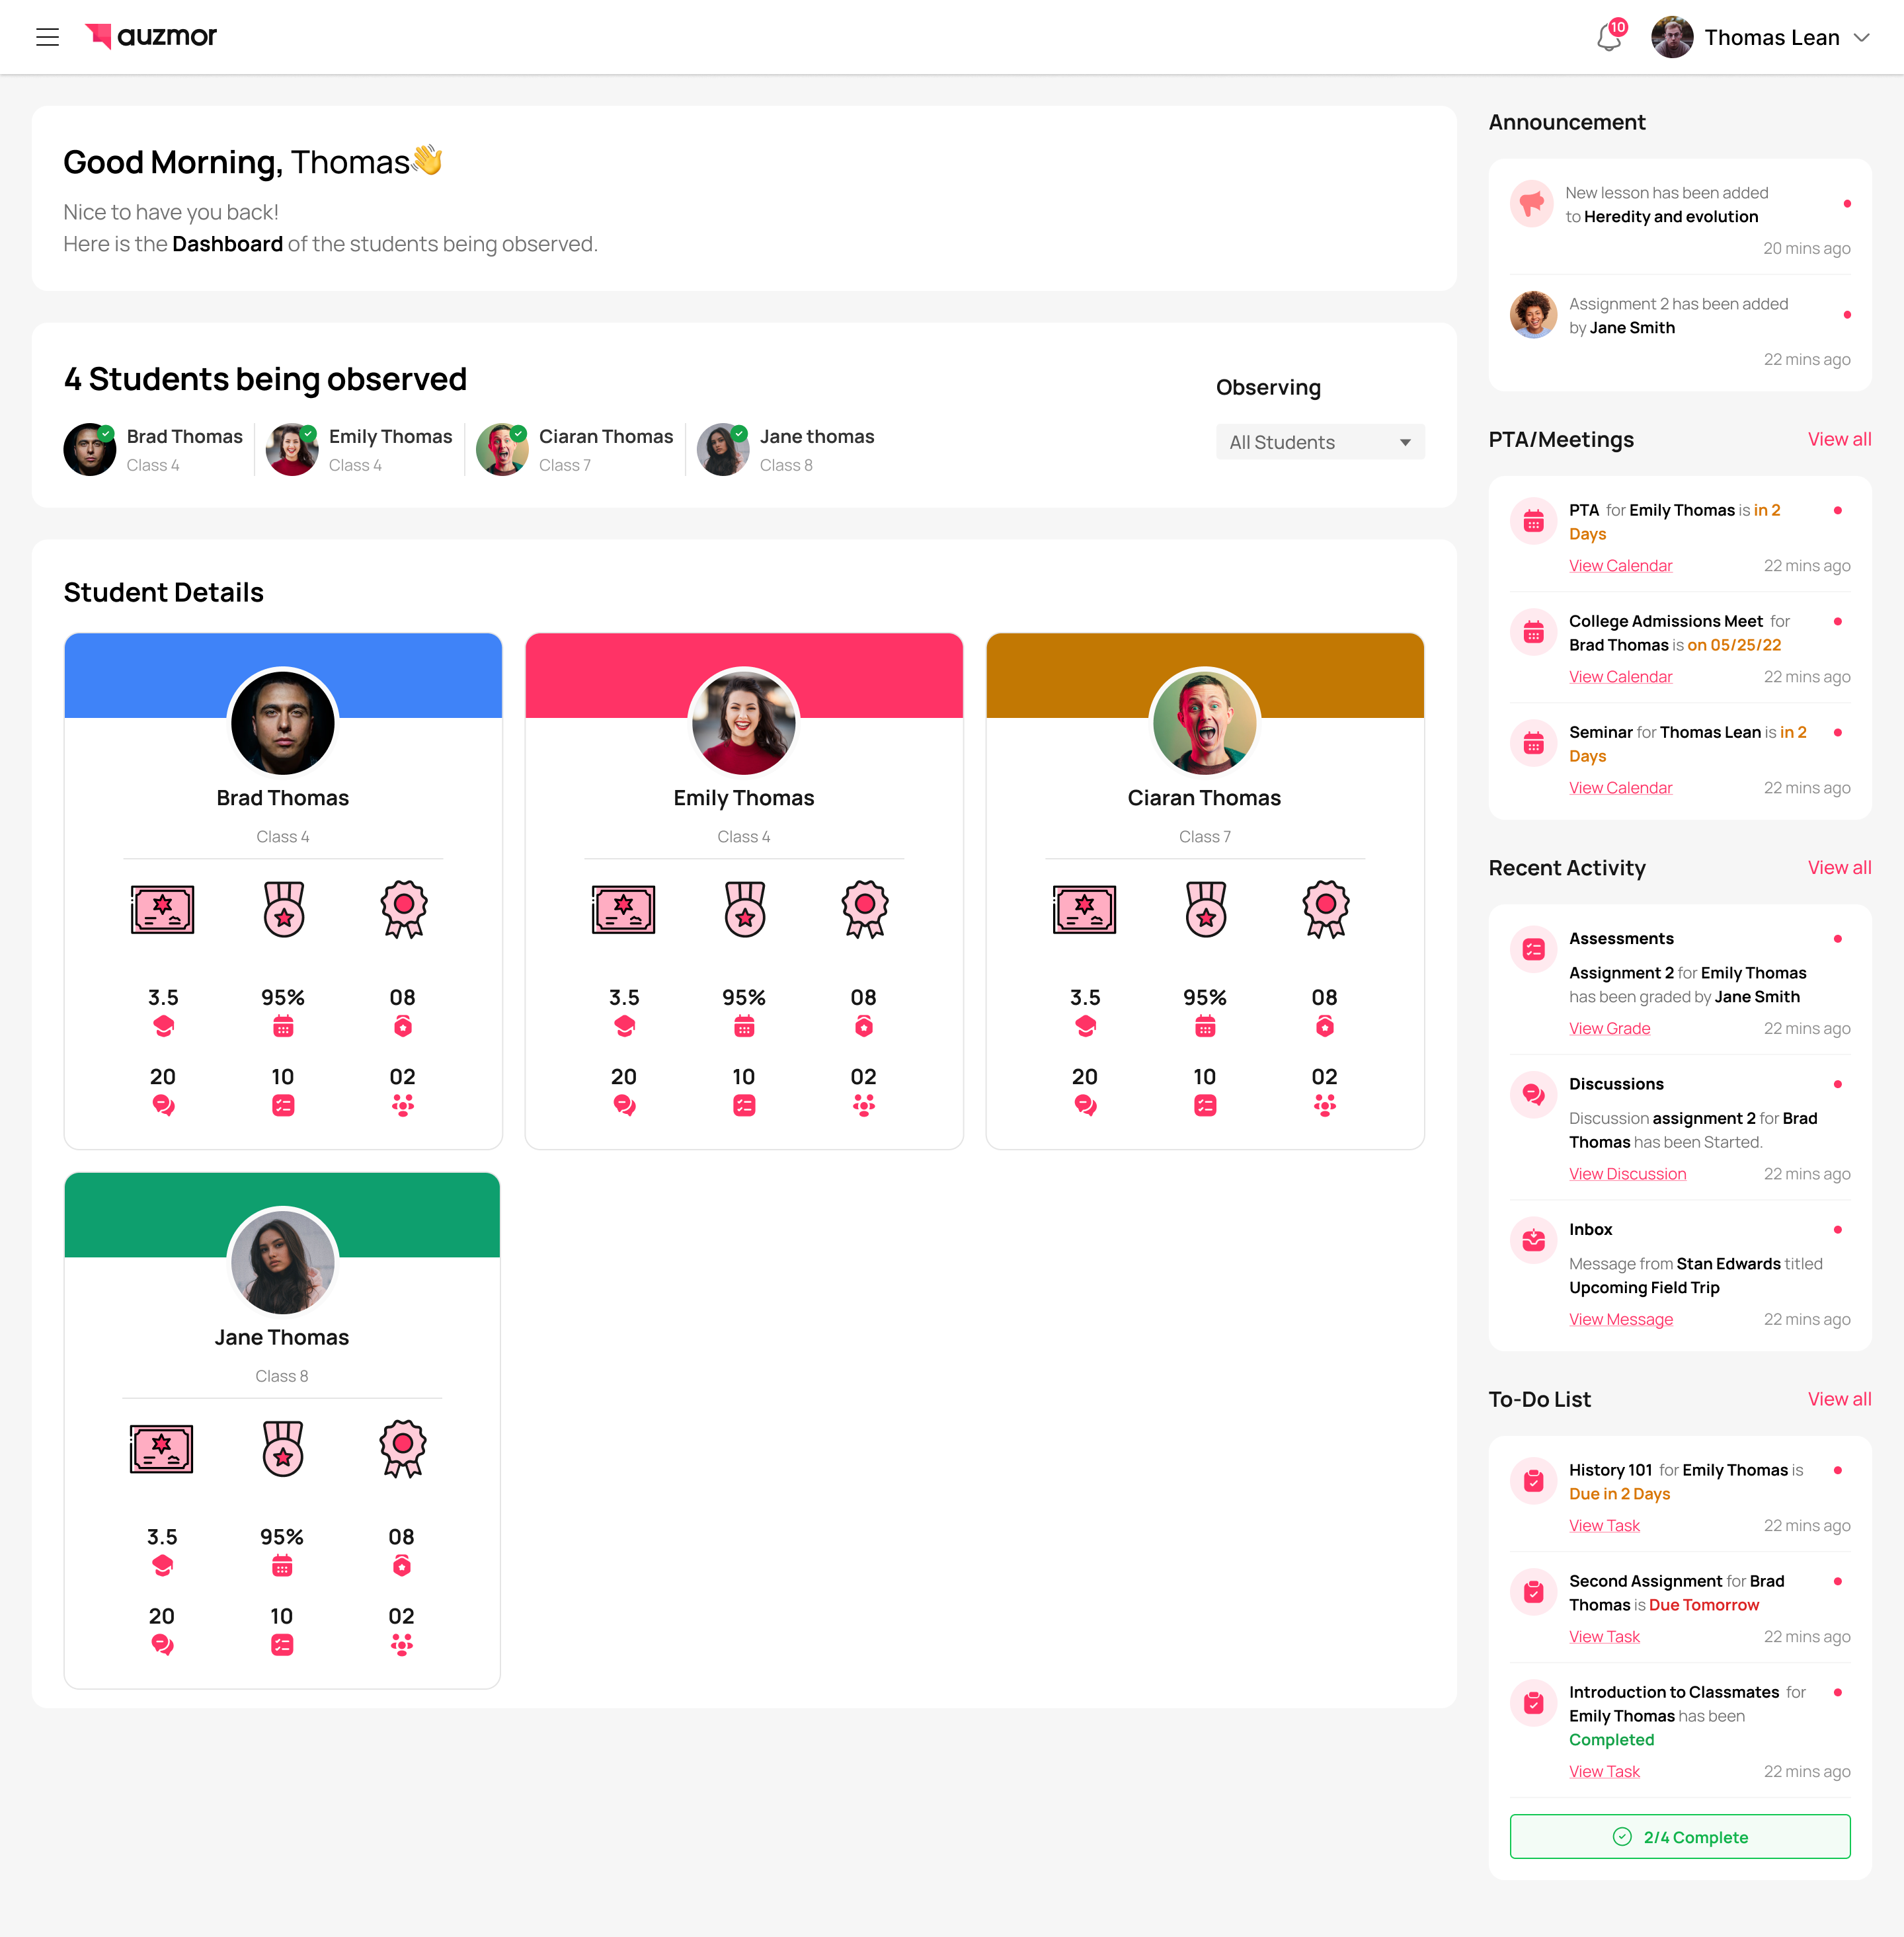 auzmor
10
Thomas Lean
Good Morning, Thomas👋
Nice to have you back!
Here is the Dashboard of the students being observed.
4 Students being observed
Brad Thomas
Class 4
Emily Thomas
Class 4
Ciaran Thomas
Class 7
Jane thomas
Class 8
Observing
All Students
Student Details
Brad Thomas
Class 4
3.5
95%
08
20
10
02
Emily Thomas
Class 4
3.5
95%
08
20
10
02
Ciaran Thomas
Class 7
3.5
95%
08
20
10
02
Jane Thomas
Class 8
3.5
95%
08
20
10
02
Announcement
New lesson has been added
to Heredity and evolution
20 mins ago
Assignment 2 has been added
by Jane Smith
22 mins ago
PTA/Meetings
View all
PTA for Emily Thomas is in 2
Days
View Calendar
22 mins ago
College Admissions Meet for
Brad Thomas is on 05/25/22
View Calendar
22 mins ago
Seminar for Thomas Lean is in 2
Days
View Calendar
22 mins ago
Recent Activity
View all
Assessments
Assignment 2 for Emily Thomas
has been graded by Jane Smith
View Grade
22 mins ago
Discussions
Discussion assignment 2 for Brad
Thomas has been Started.
View Discussion
22 mins ago
Inbox
Message from Stan Edwards titled
Upcoming Field Trip
View Message
22 mins ago
To-Do List
View all
History 101 for Emily Thomas is
Due in 2 Days
View Task
22 mins ago
Second Assignment for Brad
Thomas is Due Tomorrow
View Task
22 mins ago
Introduction to Classmates for
Emily Thomas has been
Completed
View Task
22 mins ago
2/4 Complete